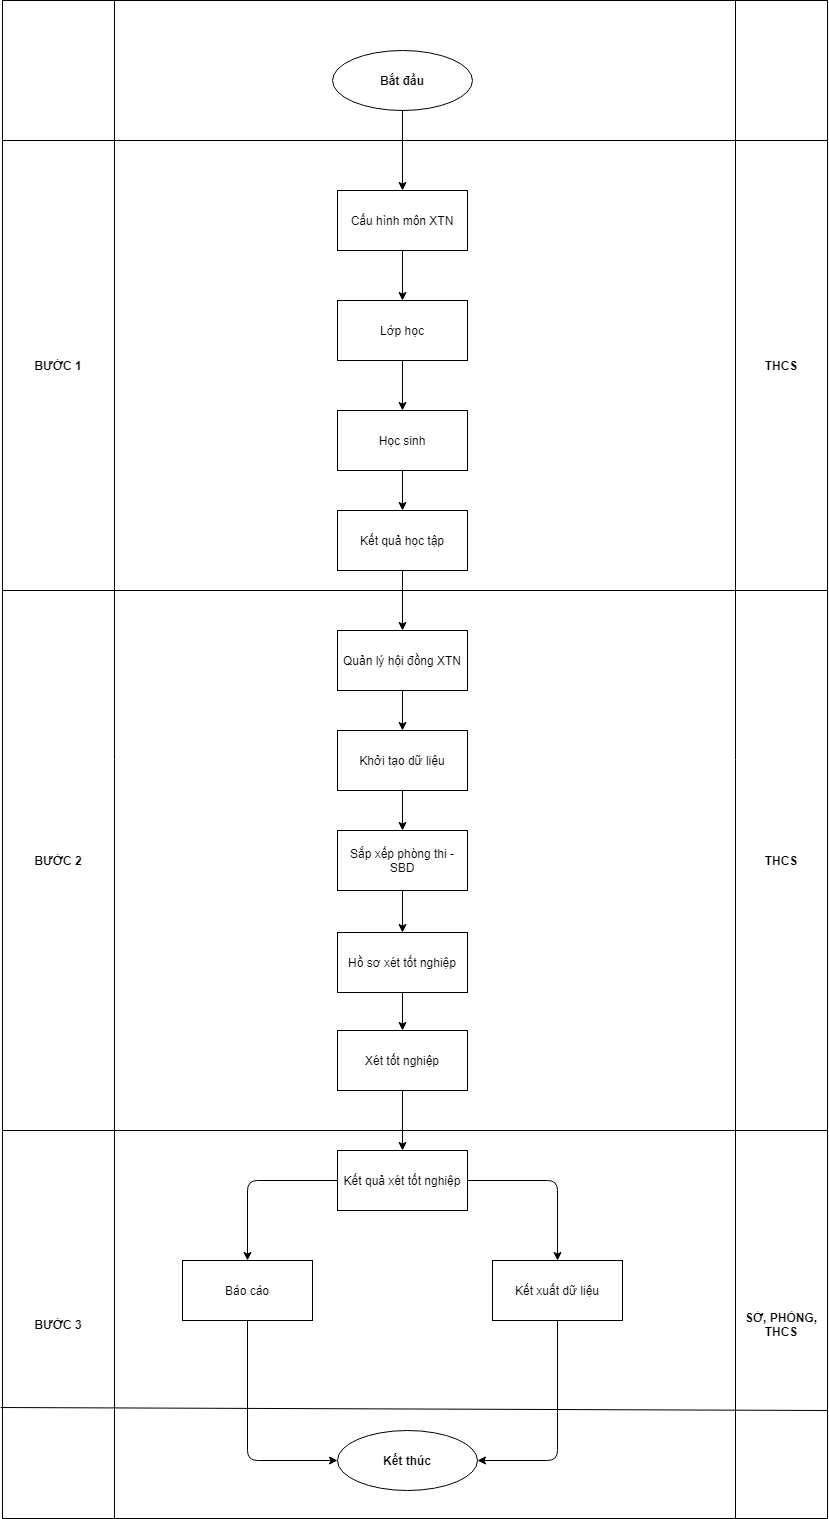 Bắt đầu
Cấu hình môn XTN
Lớp học
BƯỚC 1
THCS
Học sinh
Kết quả học tập
Quản lý hội đồng XTN
Khởi tạo dữ liệu
Sắp xếp phòng thi -
SBD
BƯỚC 2
THCS
Hồ sơ xét tốt nghiệp
Xét tốt nghiệp
Kết quả xét tốt nghiệp
Báo cáo
Kết xuất dữ liệu
BƯỚC 3
SỞ, PHÒNG,
THCS
Kết thúc